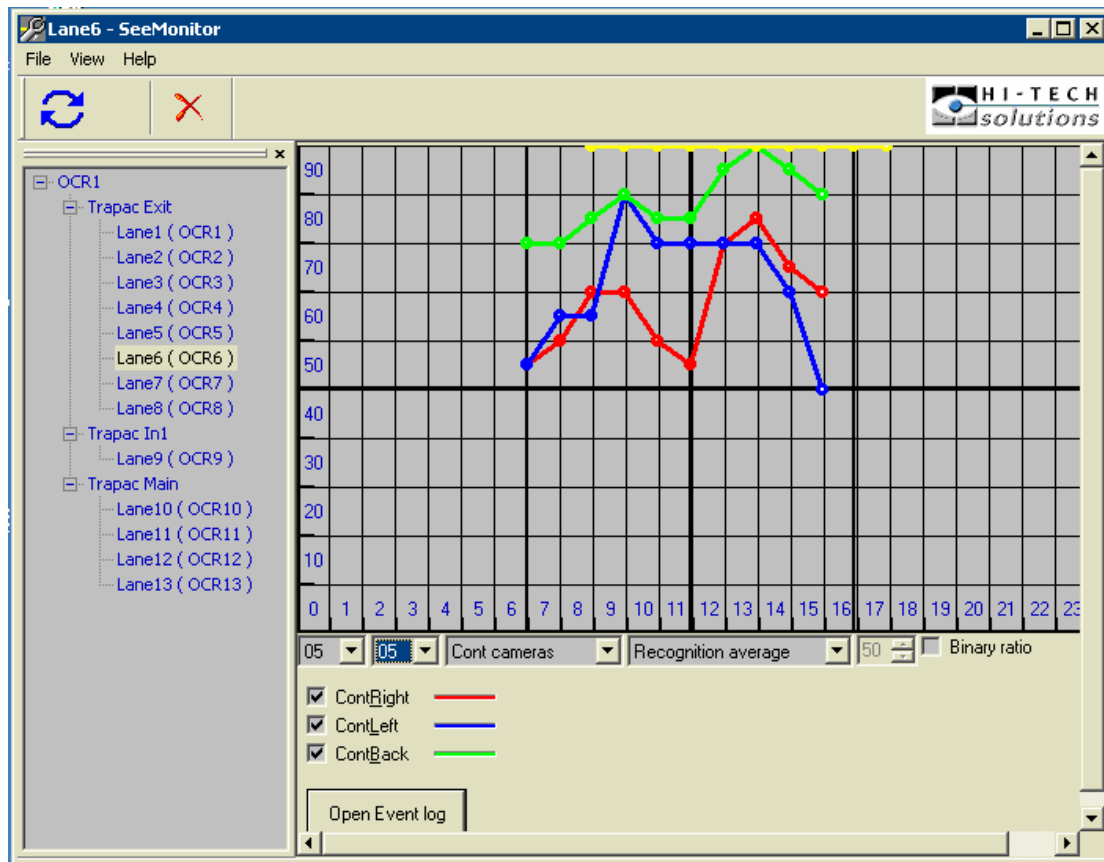 Lane6 - SeeMonitor
File View Help
HI-TECH
solutions
OCR1
Trapac Exit
Lane1 ( OCR1 )
Lane2 ( OCR2 )
Lane3 ( OCR3 )
Lane4 ( OCR4 )
Lane5 ( OCR5 )
Lane6 ( OCR6 )
Lane7 ( OCR7 )
Lane8 ( OCR8 )
Trapac In1
Lane9 ( OCR9 )
Trapac Main
Lane10 ( OCR10 )
Lane11 ( OCR11 )
Lane12 ( OCR12 )
Lane13 ( OCR13 )
90
80
70
60
50
40
30
20
10
0 1 2 3 4 5 6 7 8 9 10 11 12 13 14 15 16 17 18 19 20 21 22 23
05 05 Cont cameras Recognition average 50 Binary ratio
ContRight
ContLeft
ContBack
Open Event log